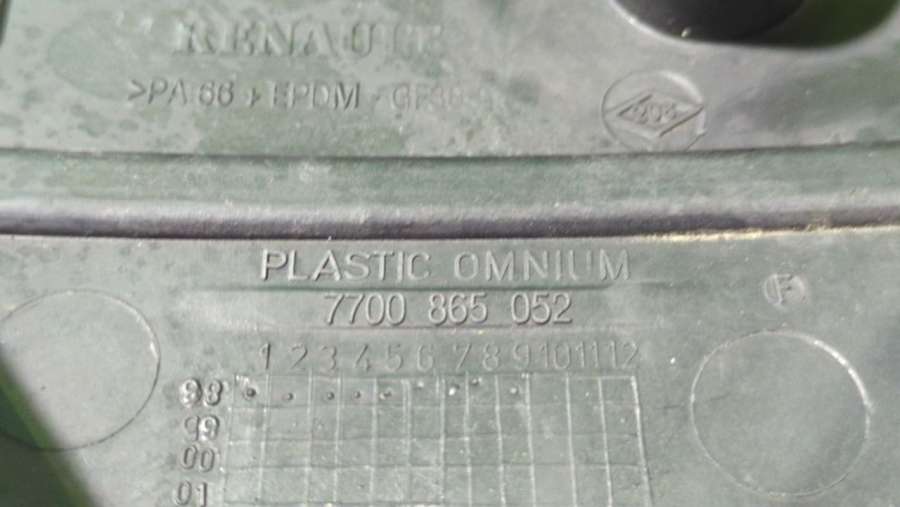 RENAULT
>PA 66 + EPDM - GF30<
PLASTIC OMNIUM
7700 865 052
F
1 2 3 4 5 6 7 8 9 10 11 12
98
99
00
01